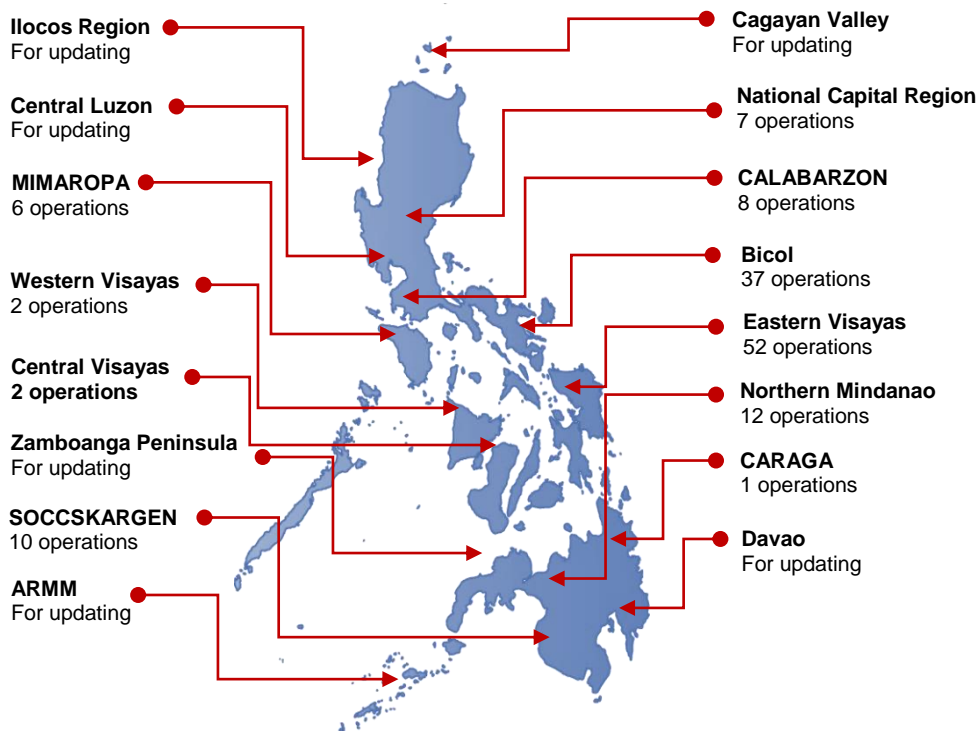 Ilocos Region
For updating
Central Luzon
For updating
MIMAROPA
6 operations
Western Visayas
2 operations
Central Visayas
2 operations
Zamboanga Peninsula
For updating
SOCCSKARGEN
10 operations
ARMM
For updating
Cagayan Valley
For updating
National Capital Region
7 operations
CALABARZON
8 operations
Bicol
37 operations
Eastern Visayas
52 operations
Northern Mindanao
12 operations
CARAGA
1 operations
Davao
For updating